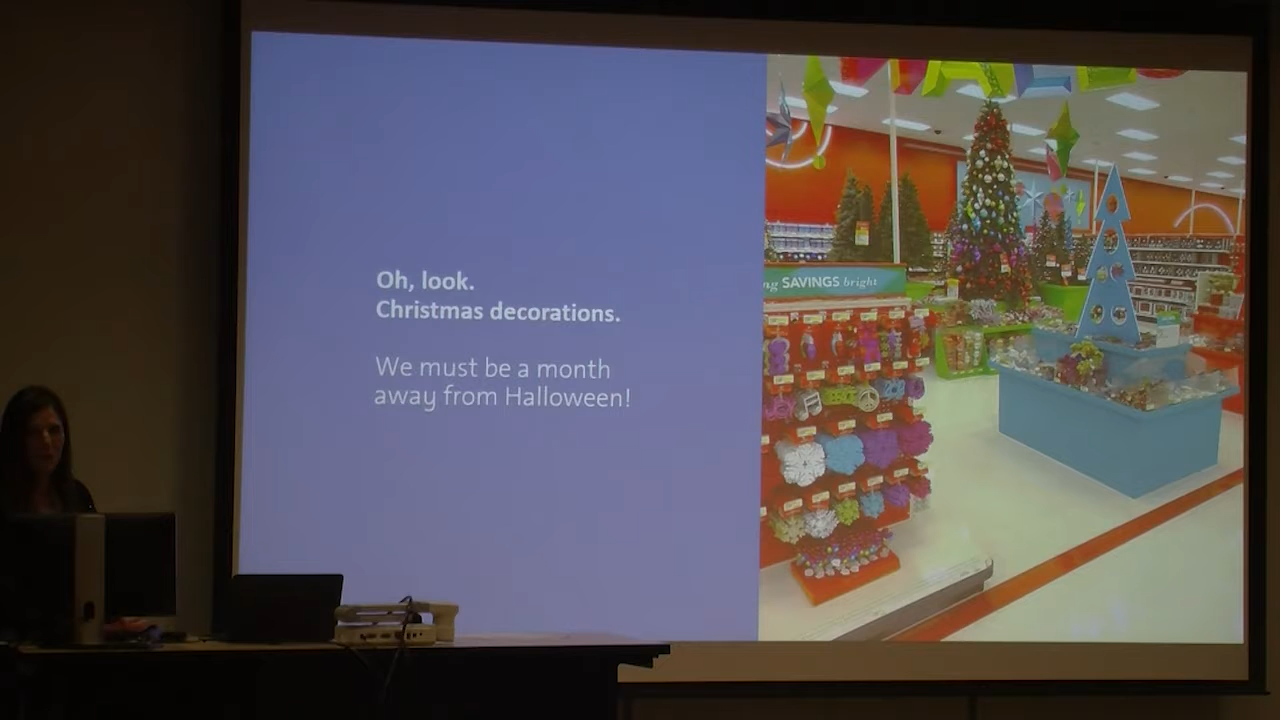 Oh, look.
Christmas decorations.
We must be a month
away from Halloween!
SAVINGS bright